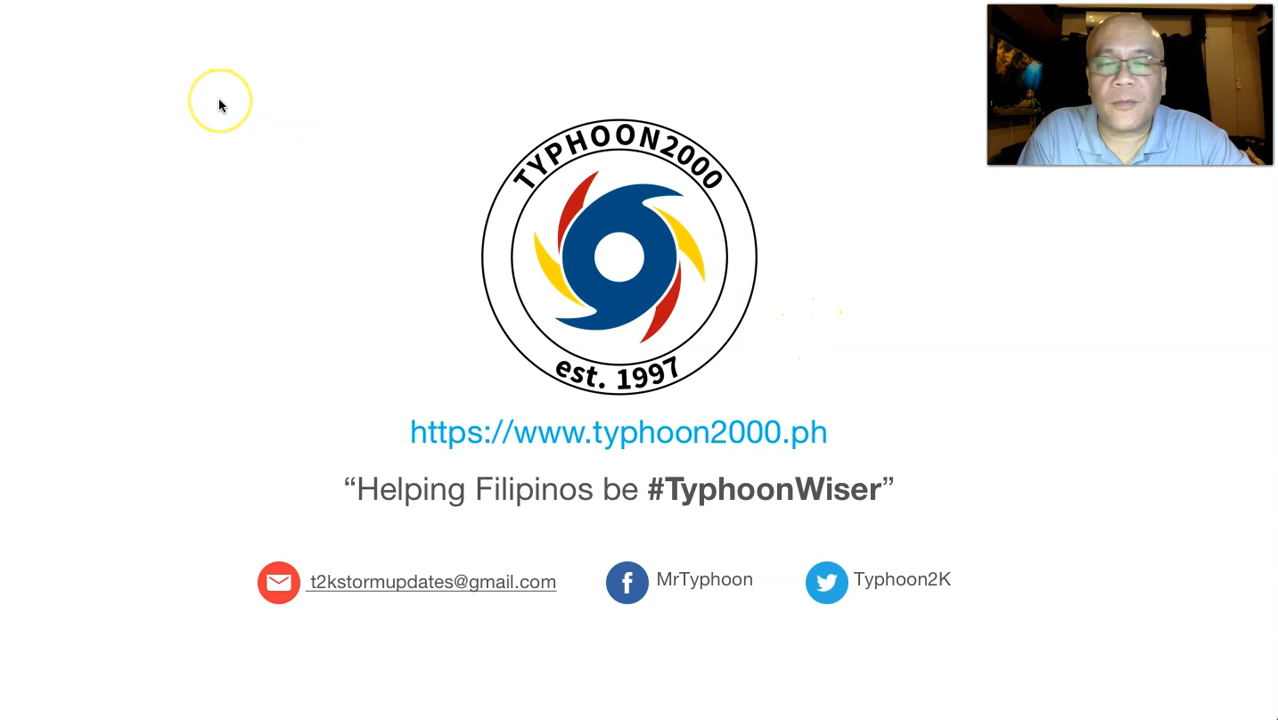 TYPHOON2000
est. 1997
https://www.typhoon2000.ph
“Helping Filipinos be #TyphoonWiser”
t2kstormupdates@gmail.com
MrTyphoon
Typhoon2K